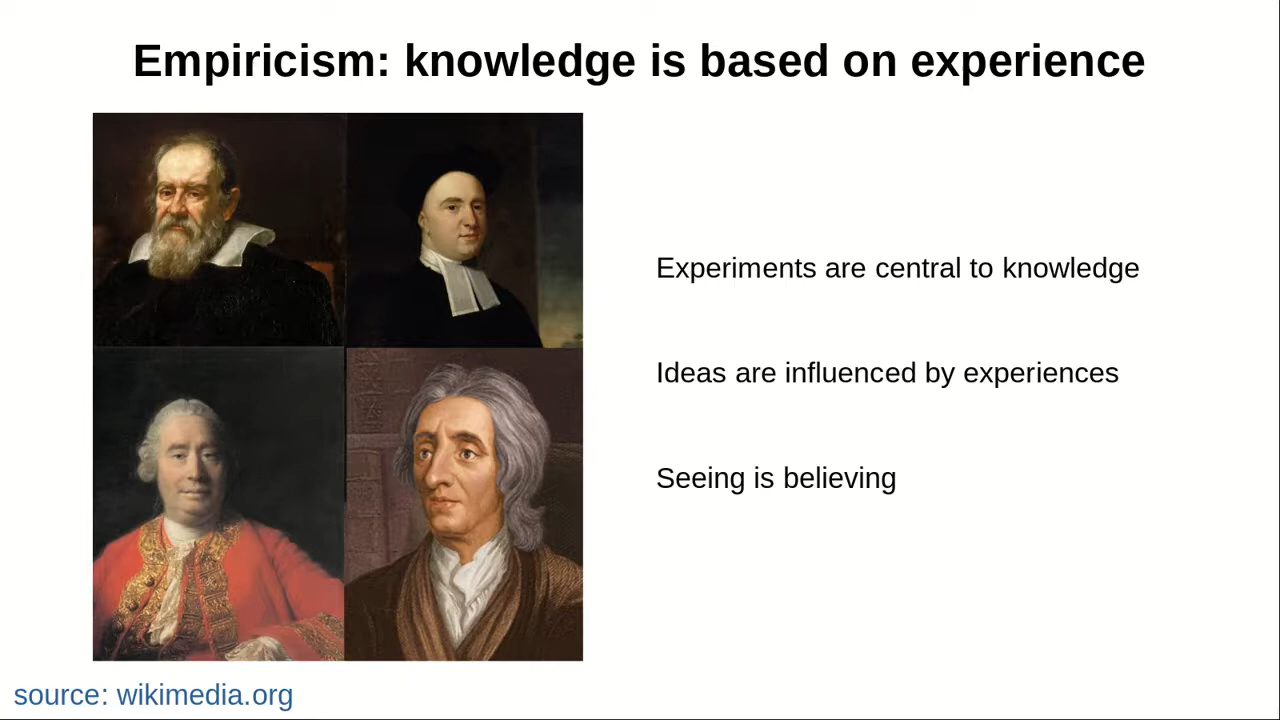 Empiricism: knowledge is based on experience
Experiments are central to knowledge
Ideas are influenced by experiences
Seeing is believing
source: wikimedia.org